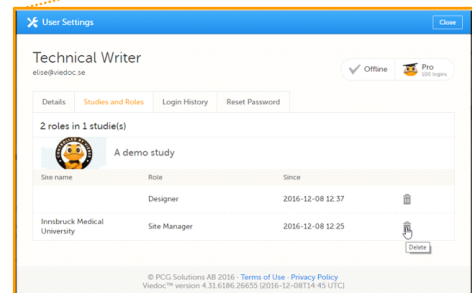 User Settings
Close
Technical Writer
elise@viedoc.se
Offline
Pro
100 logins
Details
Studies and Roles
Login History
Reset Password
2 roles in 1 studie(s)
A demo study
Site name
Role
Since
Designer
2016-12-08 12:37
Innsbruck Medical
University
Site Manager
2016-12-08 12:25
Delete
© PCG Solutions AB 2016 - Terms of Use - Privacy Policy
Viedoc™ version 4.31.6186.26655 (2016-12-08T14:45 UTC)